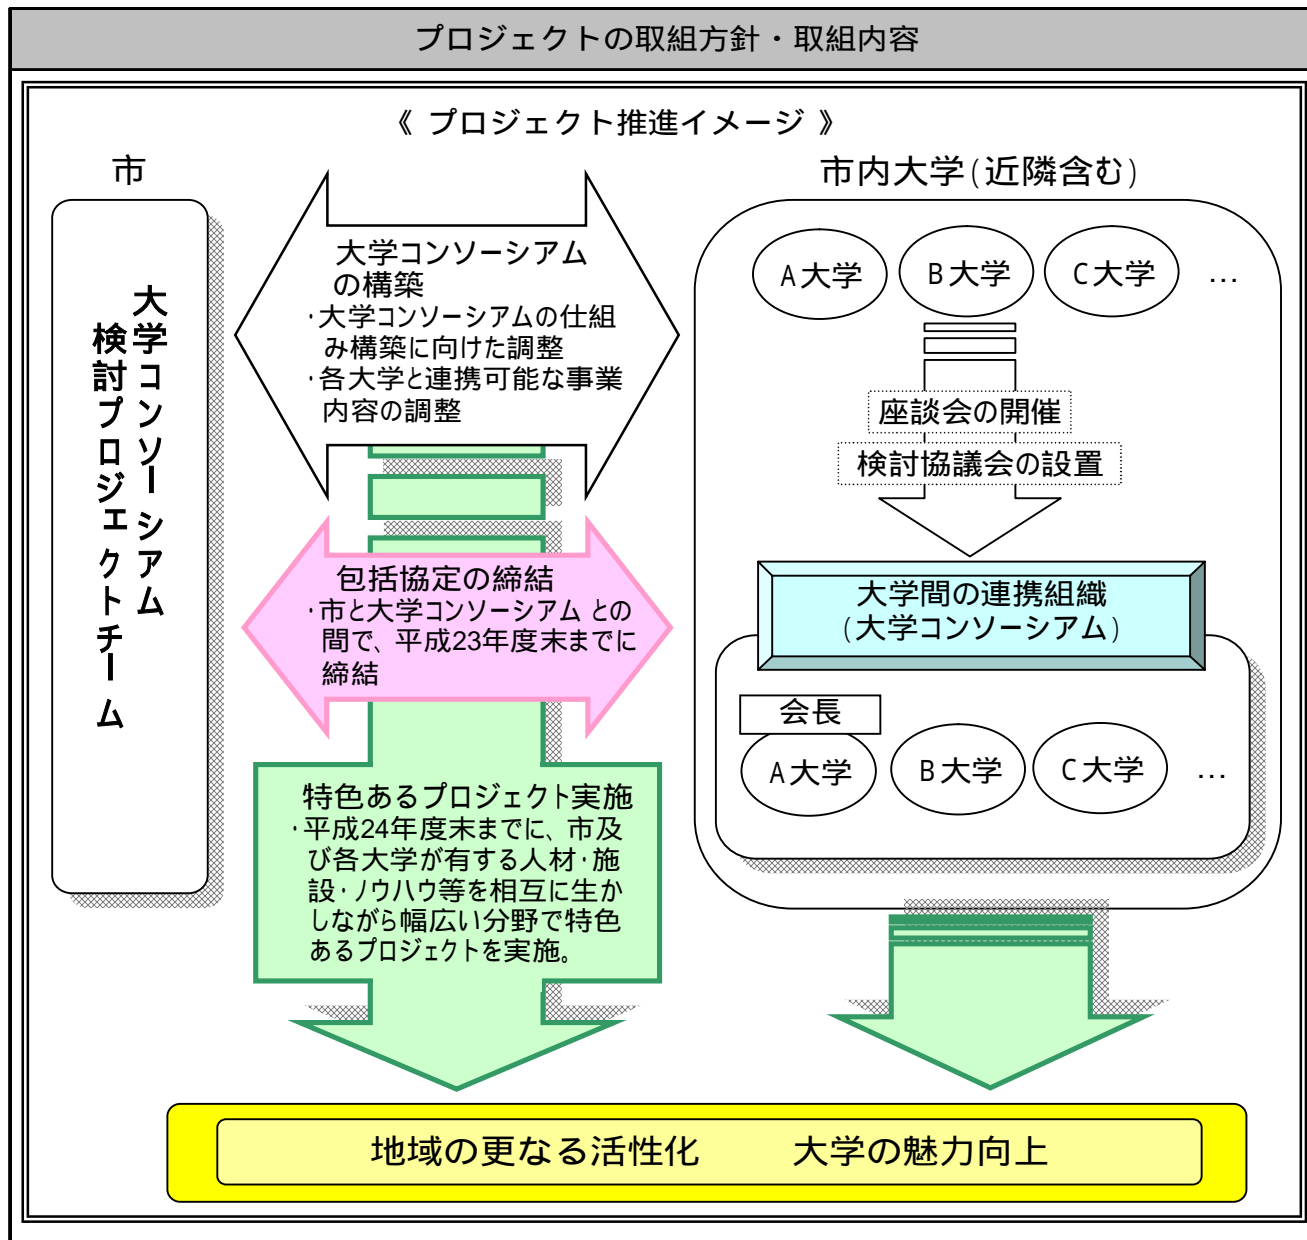 プロジェクトの取組方針・取組内容
《 プロジェクト推進イメージ 》
市
大学コンソーシアム
検討プロジェクトチーム
大学コンソーシアム
の構築
・大学コンソーシアムの仕組
み構築に向けた調整
・各大学と連携可能な事業
内容の調整
包括協定の締結
・市と大学コンソーシアム との
間で、平成23年度末までに
締結
特色あるプロジェクト実施
・平成24年度末までに、市及
び各大学が有する人材・施
設・ノウハウ等を相互に生か
しながら幅広い分野で特色
あるプロジェクトを実施。
市内大学(近隣含む)
A大学
B大学
C大学
…
座談会の開催
検討協議会の設置
大学間の連携組織
(大学コンソーシアム)
会長
A大学
B大学
C大学
…
地域の更なる活性化　　大学の魅力向上